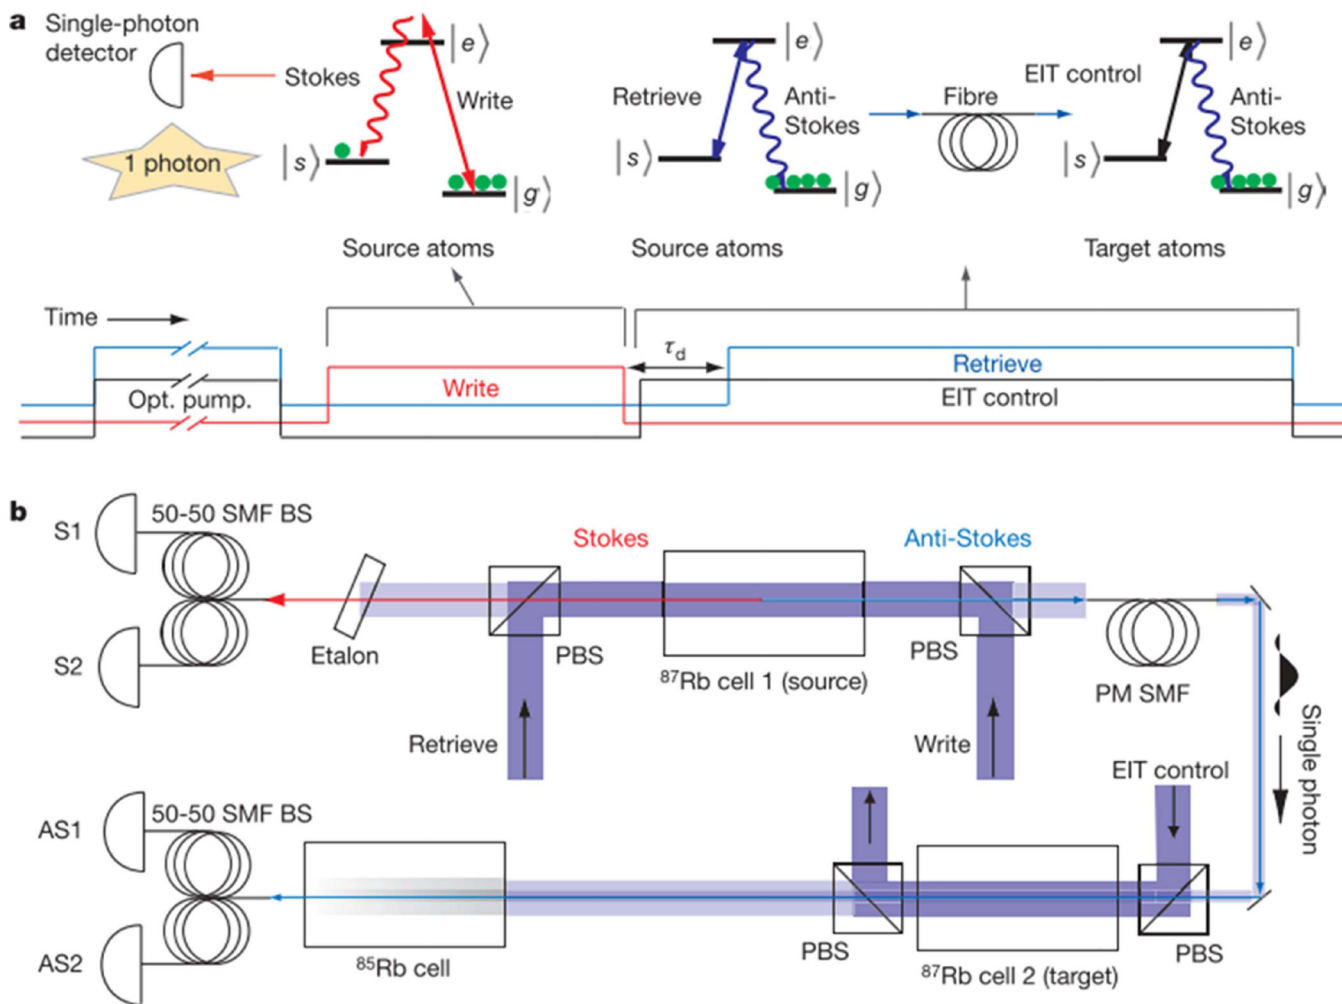 a
Single-photon
detector
Stokes
1 photon
|e⟩
Write
|s⟩
|g⟩
Source atoms
|e⟩
Retrieve
Anti-
Stokes
|s⟩
|g⟩
Source atoms
Fibre
EIT control
|e⟩
Anti-
Stokes
|s⟩
|g⟩
Target atoms
Time
τd
Opt. pump.
Write
Retrieve
EIT control
b
S1
50-50 SMF BS
S2
Etalon
Stokes
Anti-Stokes
PBS
PBS
⁸⁷Rb cell 1 (source)
PM SMF
Retrieve
Write
Single photon
EIT control
AS1
50-50 SMF BS
AS2
⁸⁵Rb cell
PBS
⁸⁷Rb cell 2 (target)
PBS